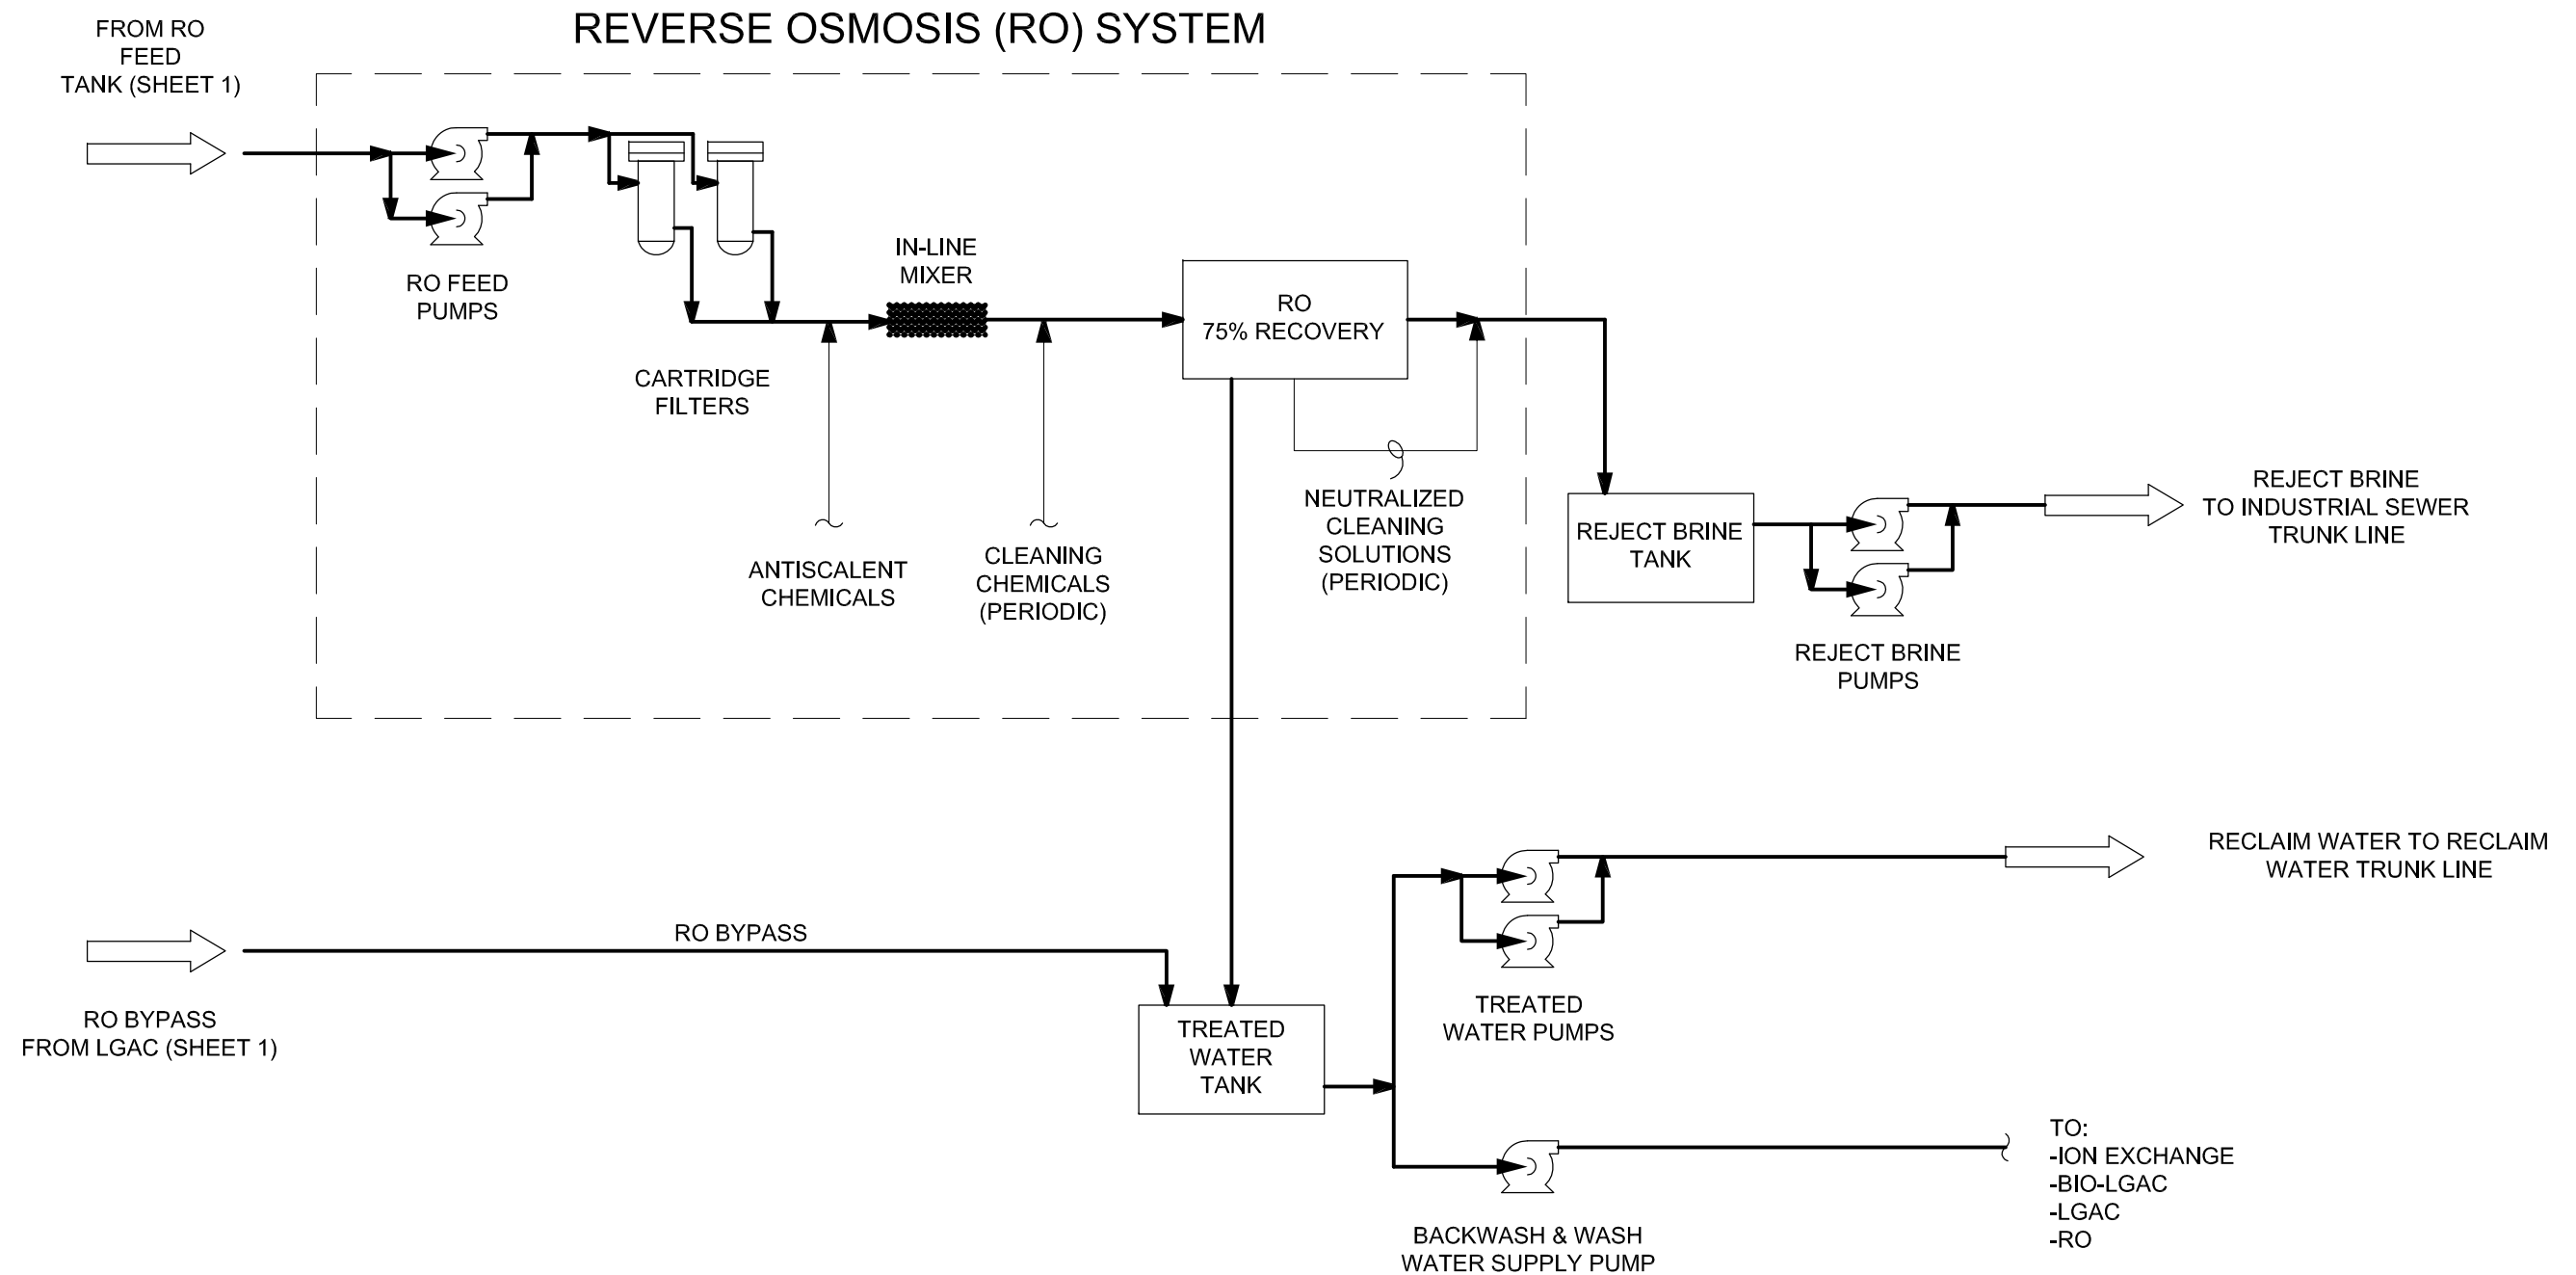 REVERSE OSMOSIS (RO) SYSTEM
FROM RO
FEED
TANK (SHEET 1)
RO FEED
PUMPS
CARTRIDGE
FILTERS
IN-LINE
MIXER
ANTISCALENT
CHEMICALS
CLEANING
CHEMICALS
(PERIODIC)
RO
75% RECOVERY
NEUTRALIZED
CLEANING
SOLUTIONS
(PERIODIC)
REJECT BRINE
TANK
REJECT BRINE
PUMPS
REJECT BRINE
TO INDUSTRIAL SEWER
TRUNK LINE
RO BYPASS
RO BYPASS
FROM LGAC (SHEET 1)
TREATED
WATER
TANK
TREATED
WATER PUMPS
RECLAIM WATER TO RECLAIM
WATER TRUNK LINE
BACKWASH & WASH
WATER SUPPLY PUMP
TO:
-ION EXCHANGE
-BIO-LGAC
-LGAC
-RO